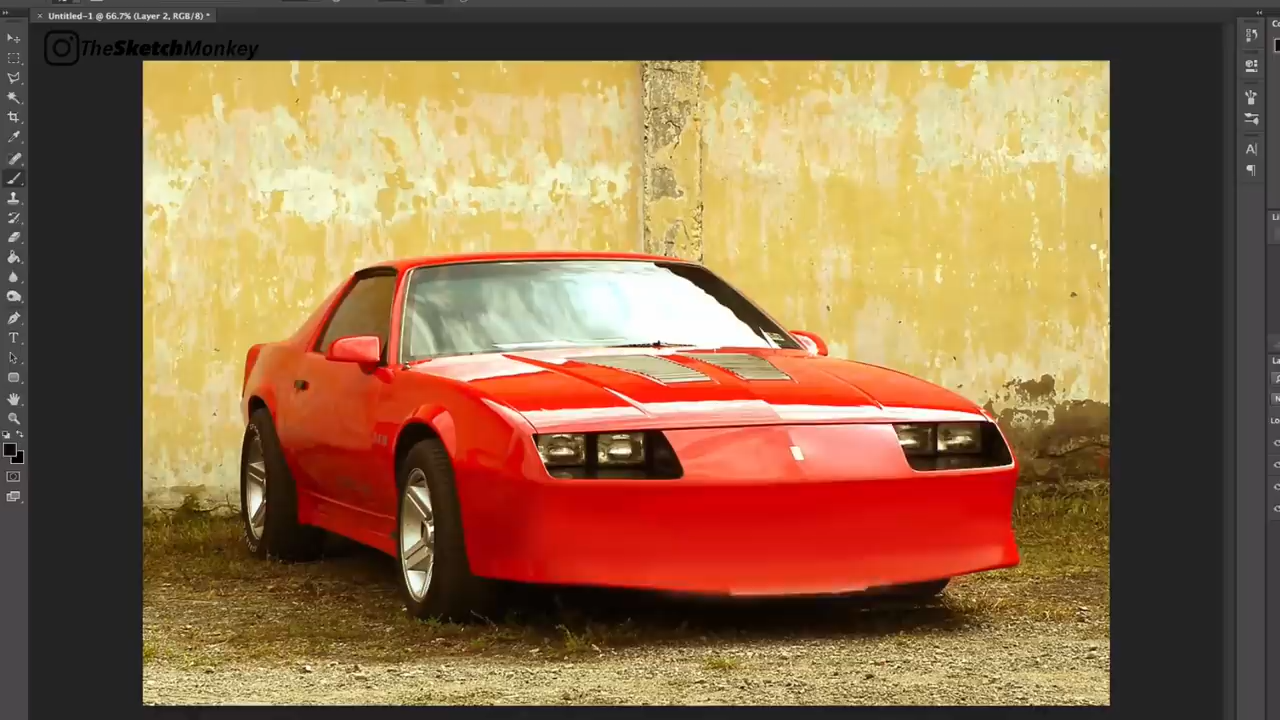 Untitled-1 @ 66.7% (Layer 2, RGB/8) *
TheSketchMonkey